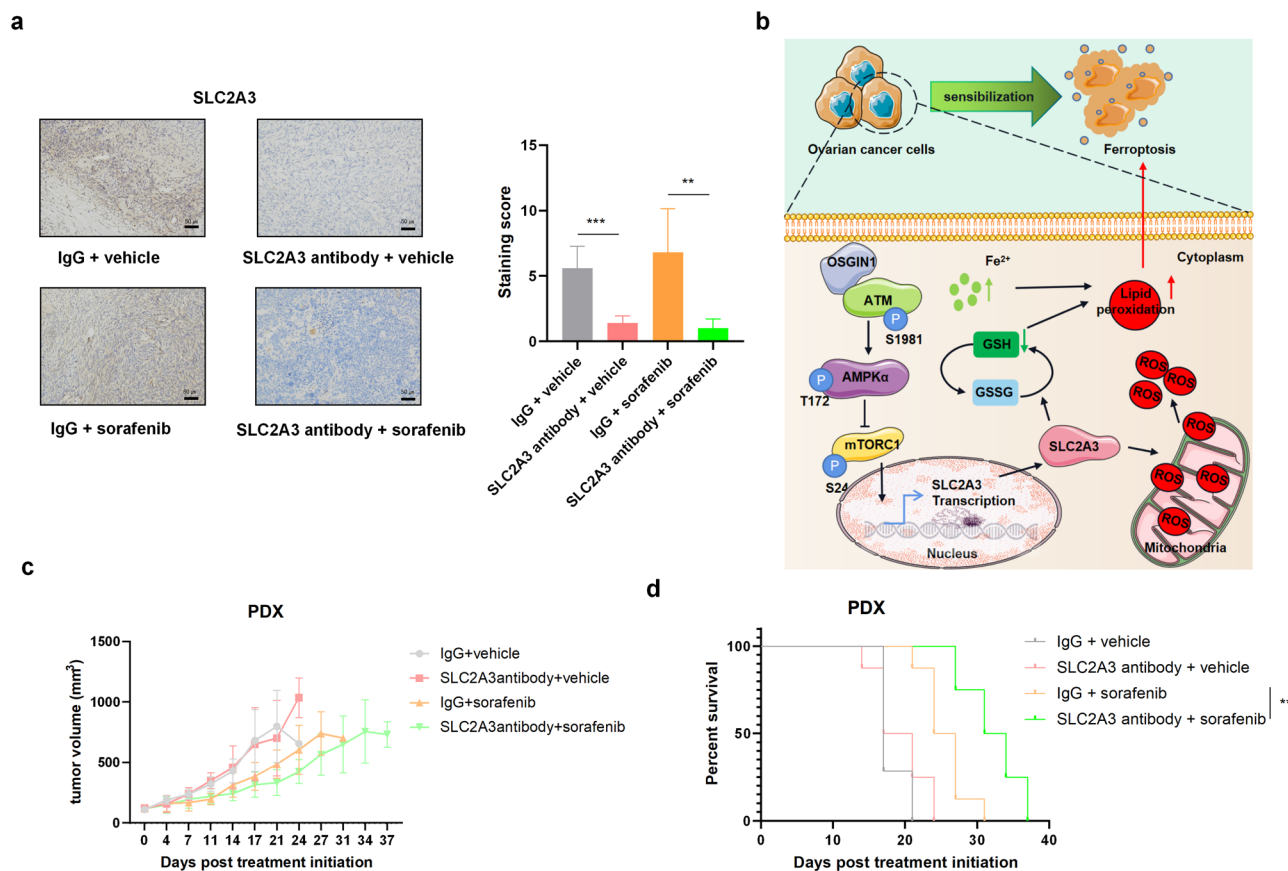 a
SLC2A3
50 μs
50 μs
IgG + vehicle
SLC2A3 antibody + vehicle
50 μs
50 μs
IgG + sorafenib
SLC2A3 antibody + sorafenib
Staining score
15
10
5
0
***
**
IgG + vehicle
SLC2A3 antibody + vehicle
IgG + sorafenib
SLC2A3 antibody + sorafenib
b
sensibilization
Ovarian cancer cells
Ferroptosis
OSGIN1
Fe²⁺
Cytoplasm
ATM
Lipid
peroxidation
P
S1981
GSH
AMPKα
P
T172
GSSG
ROS
ROS
ROS
mTORC1
SLC2A3
ROS
P
S24
SLC2A3
Transcription
ROS
ROS
ROS
ROS
Nucleus
Mitochondria
c
PDX
tumor volume (mm³)
1500
1000
500
0
0 4 7 11 14 17 21 24 27 31 34 37
Days post treatment initiation
IgG+vehicle
SLC2A3antibody+vehicle
IgG+sorafenib
SLC2A3antibody+sorafenib
d
PDX
Percent survival
100
50
0
0 10 20 30 40
Days post treatment initiation
IgG + vehicle
SLC2A3 antibody + vehicle
IgG + sorafenib
SLC2A3 antibody + sorafenib